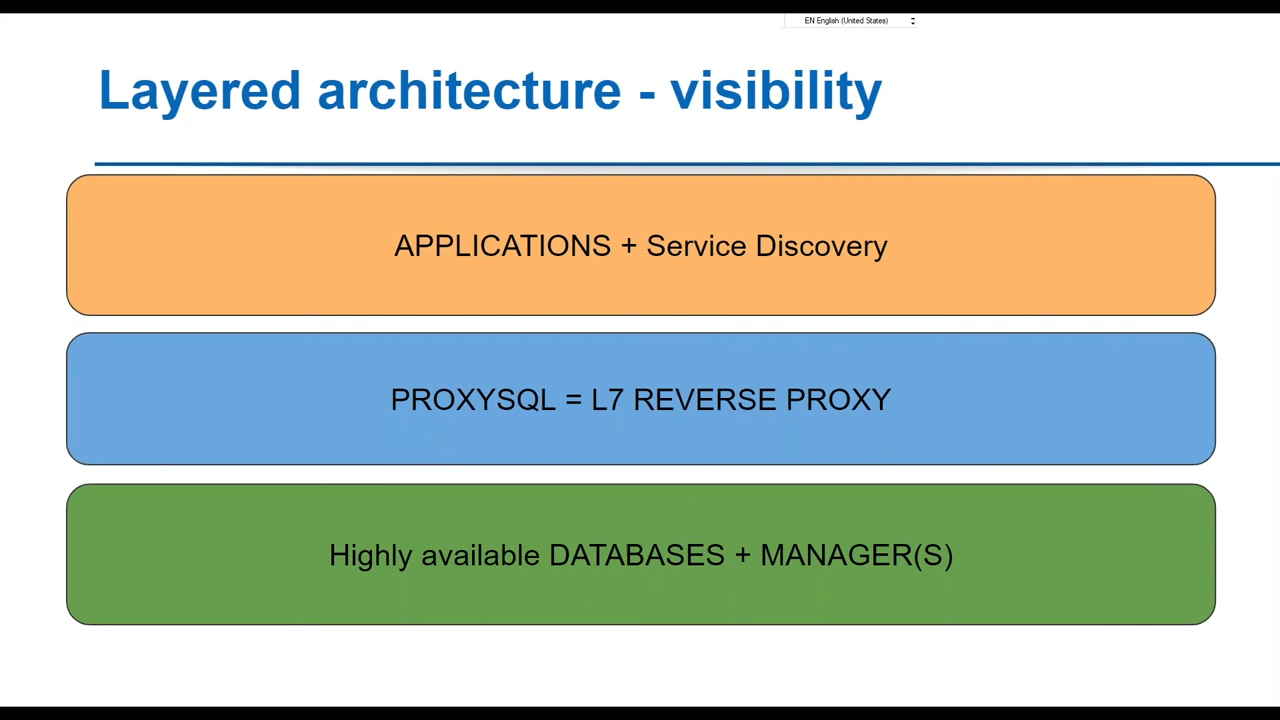 EN English (United States)
Layered architecture - visibility
APPLICATIONS + Service Discovery
PROXYSQL = L7 REVERSE PROXY
Highly available DATABASES + MANAGER(S)